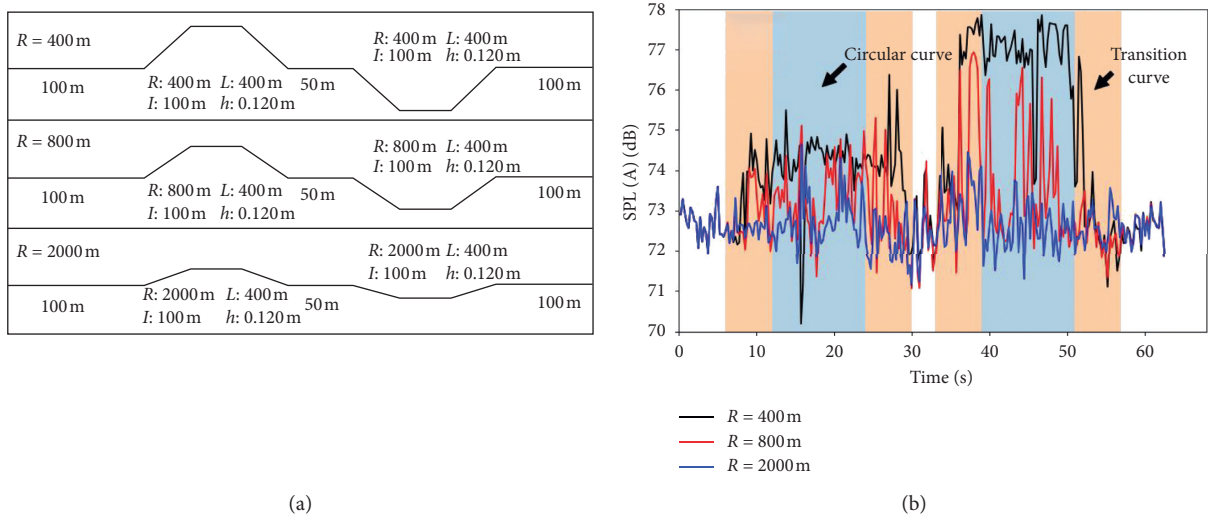 R = 400 m
100 m
R: 400 m L: 400 m
I: 100 m h: 0.120 m
50 m
R: 400 m L: 400 m
I: 100 m h: 0.120 m
100 m
R = 800 m
100 m
R: 800 m L: 400 m
I: 100 m h: 0.120 m
50 m
R: 800 m L: 400 m
I: 100 m h: 0.120 m
100 m
R = 2000 m
100 m
R: 2000 m L: 400 m
I: 100 m h: 0.120 m
50 m
R: 2000 m L: 400 m
I: 100 m h: 0.120 m
100 m
(a)
78
77
76
75
74
73
72
71
70
SPL (A) (dB)
Circular curve
Transition
curve
0 10 20 30 40 50 60
Time (s)
R = 400 m
R = 800 m
R = 2000 m
(b)